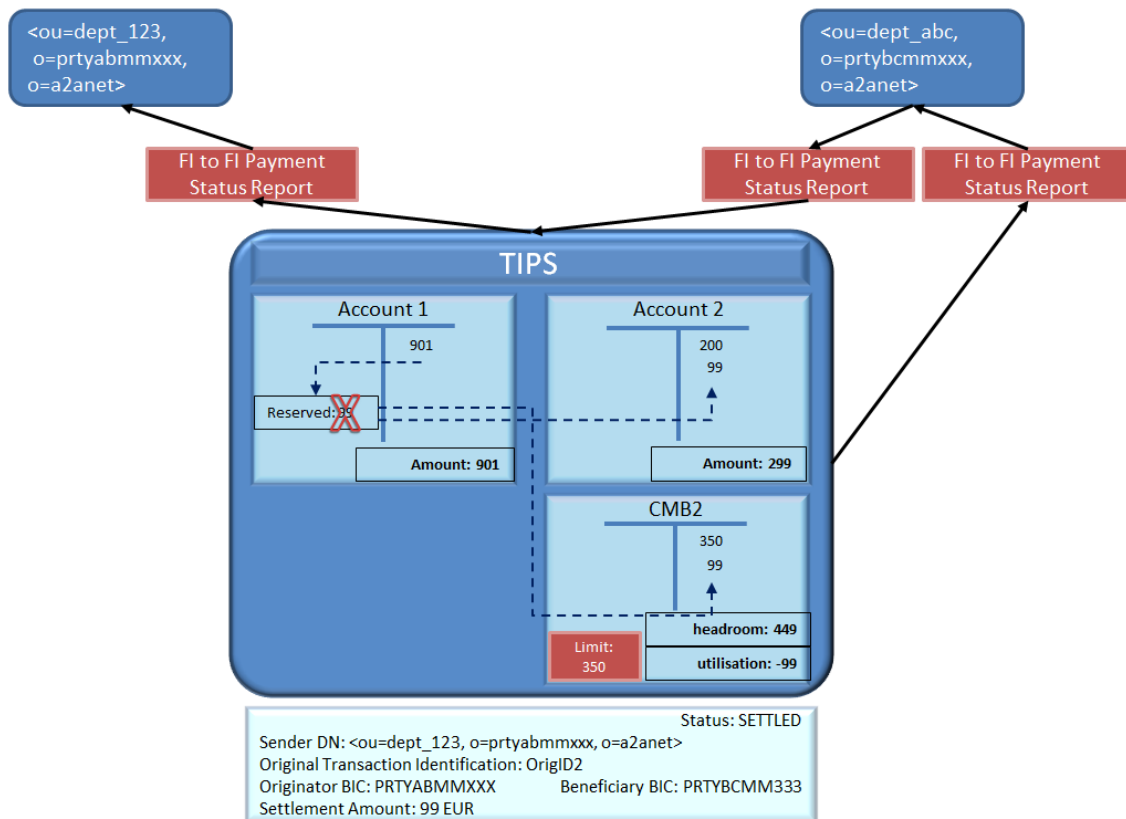 <ou=dept_123,
o=prtyabmmxxx,
o=a2anet>
<ou=dept_abc,
o=prtybcmmxxx,
o=a2anet>
FI to FI Payment
Status Report
FI to FI Payment
Status Report
FI to FI Payment
Status Report
TIPS
Account 1
901
Reserved: 99
X
Amount: 901
Account 2
200
99
Amount: 299
CMB2
350
99
headroom: 449
Limit:
350
utilisation: -99
Status: SETTLED
Sender DN: <ou=dept_123, o=prtyabmmxxx, o=a2anet>
Original Transaction Identification: OrigID2
Originator BIC: PRTYABMMXXX Beneficiary BIC: PRTYBCMM333
Settlement Amount: 99 EUR